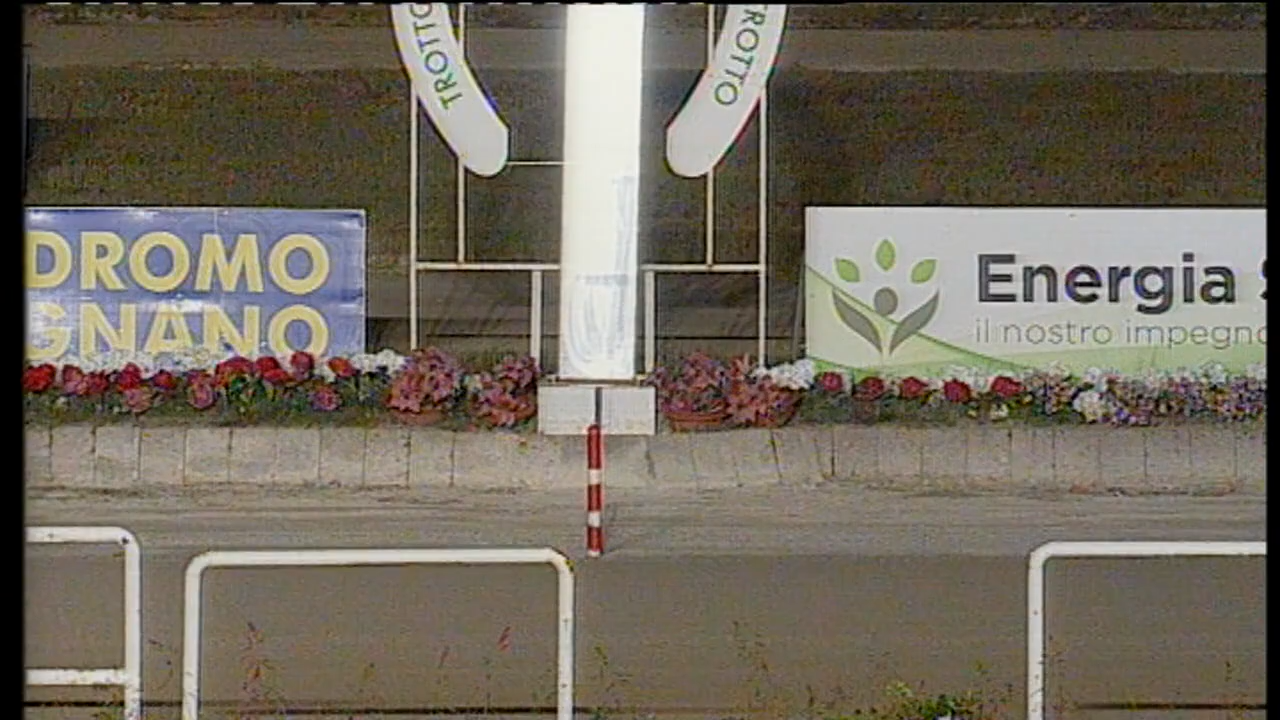 TROTTO
TROTTO
DROMO
GNANO
Energia
il nostro impegno